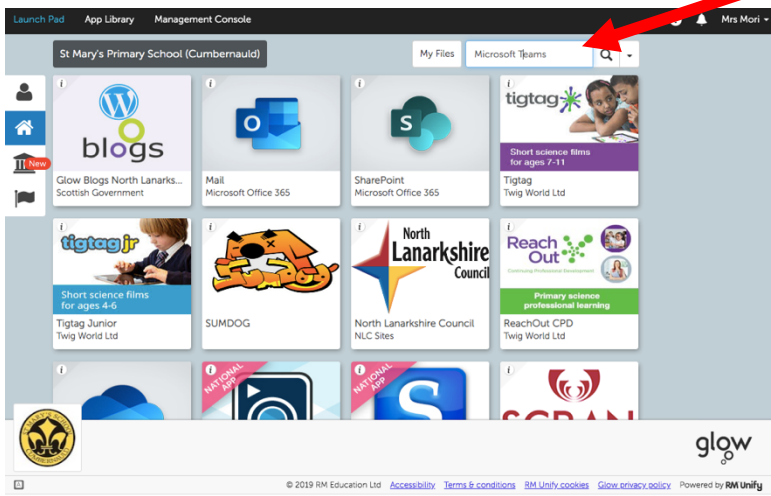 Launch Pad App Library Management Console Mrs Mori
St Mary's Primary School (Cumbernauld) My Files Microsoft Teams
New
blogs
Glow Blogs North Lanarks...
Scottish Government
O
Mail
Microsoft Office 365
S
SharePoint
Microsoft Office 365
tigtag
Short science films
for ages 7-11
Tigtag
Twig World Ltd
tigtag jr
Short science films
for ages 4-6
Tigtag Junior
Twig World Ltd
SUMDOG
North
Lanarkshire
Council
North Lanarkshire Council
NLC Sites
Reach
Out
Continuing Professional Development
Primary science
professional learning
ReachOut CPD
Twig World Ltd
NATIONAL
APP
NATIONAL
APP
S
SCRAN
glow
© 2019 RM Education Ltd Accessibility Terms & conditions RM Unify cookies Glow privacy policy Powered by RM Unify